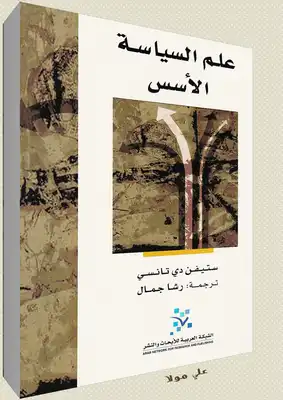 علم السياسة
الأسس
ستيفن دي تانسي
ترجمة: رشا جمال
الشبكة العربية للأبحاث والنشر
ARAB NETWORK FOR RESEARCH AND PUBLISHING
علي مولا